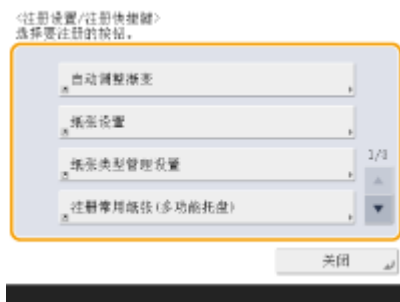 <注册设置/注册快捷键>
选择要注册的按钮。
自动调整渐变
纸张设置
纸张类型管理设置
1/3
注册常用纸张(多功能托盘)
关闭